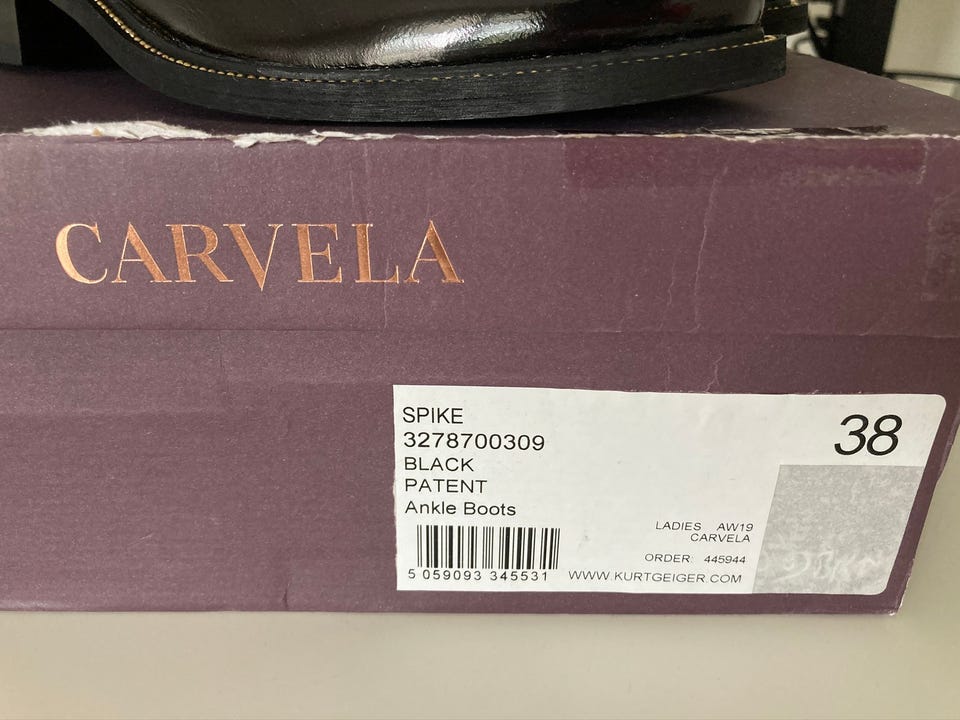 CARVELA
SPIKE
38
3278700309
BLACK
PATENT
Ankle Boots
LADIES AW19
CARVELA
ORDER: 445944
5 059093 345531
WWW.KURTGEIGER.COM